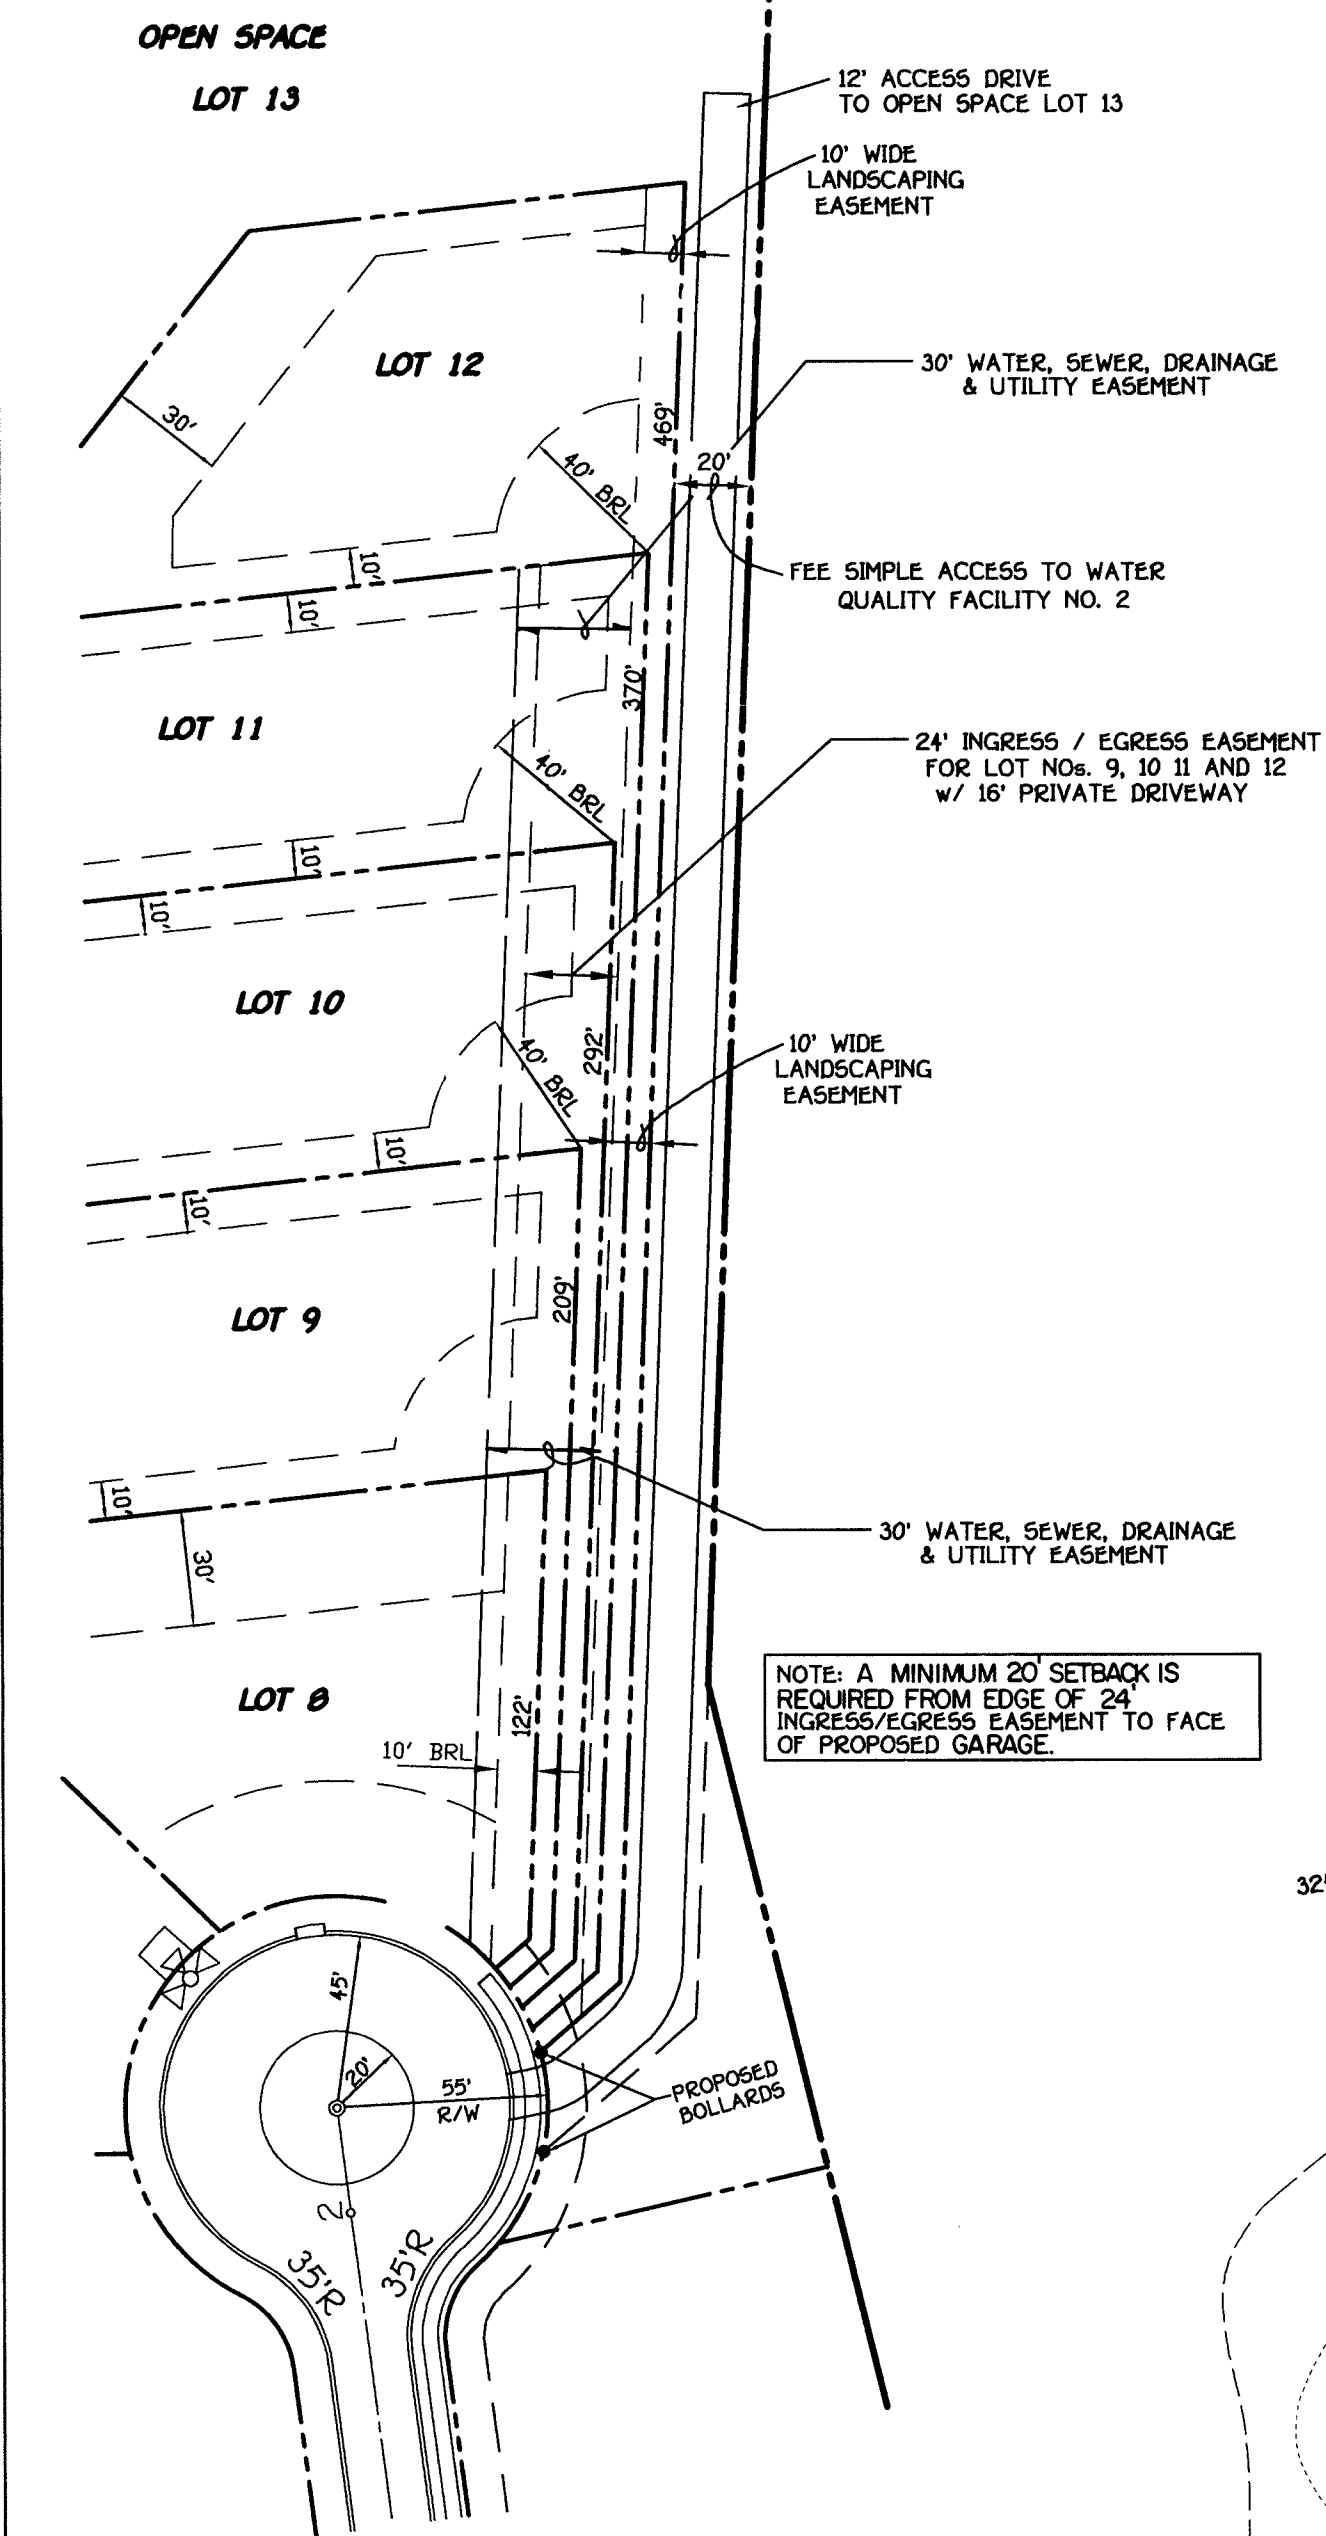 OPEN SPACE
LOT 13
12' ACCESS DRIVE
TO OPEN SPACE LOT 13
10' WIDE
LANDSCAPING
EASEMENT
LOT 12
30'
469'
30' WATER, SEWER, DRAINAGE
& UTILITY EASEMENT
20'
40' BRL
10'
10'
FEE SIMPLE ACCESS TO WATER
QUALITY FACILITY NO. 2
370'
LOT 11
24' INGRESS / EGRESS EASEMENT
FOR LOT NOs. 9, 10 11 AND 12
w/ 16' PRIVATE DRIVEWAY
40' BRL
10'
10'
LOT 10
292'
40' BRL
10' WIDE
LANDSCAPING
EASEMENT
10'
10'
209'
LOT 9
10'
30'
30' WATER, SEWER, DRAINAGE
& UTILITY EASEMENT
NOTE: A MINIMUM 20' SETBACK IS
REQUIRED FROM EDGE OF 24'
INGRESS/EGRESS EASEMENT TO FACE
OF PROPOSED GARAGE.
LOT 8
122'
10' BRL
32'
45'
20'
55'
R/W
PROPOSED
BOLLARDS
2
35'R
35'R